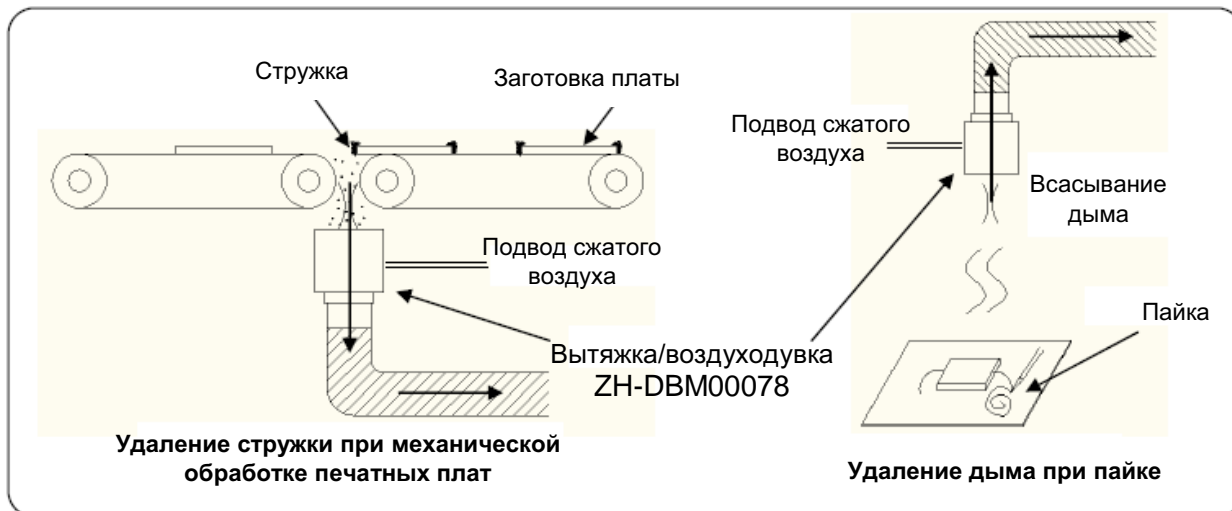 Стружка
Заготовка платы
Подвод сжатого
воздуха
Вытяжка/воздуходувка
ZH-DBM00078
Удаление стружки при механической
обработке печатных плат
Подвод сжатого
воздуха
Всасывание
дыма
Пайка
Удаление дыма при пайке